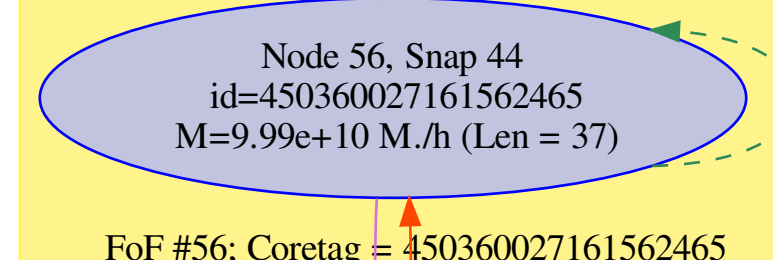 Node 56, Snap 44
id=450360027161562465
M=9.99e+10 M./h (Len = 37)
FoF #56; Coretag = 450360027161562465